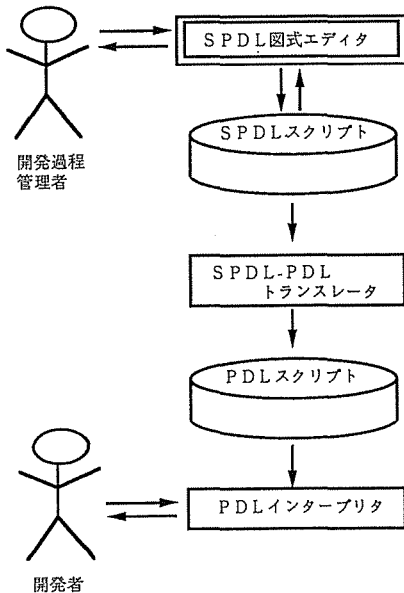 SPDL図式エディタ
SPDLスクリプト
開発過程
管理者
SPDL-PDL
トランスレータ
PDLスクリプト
PDLインタープリタ
開発者